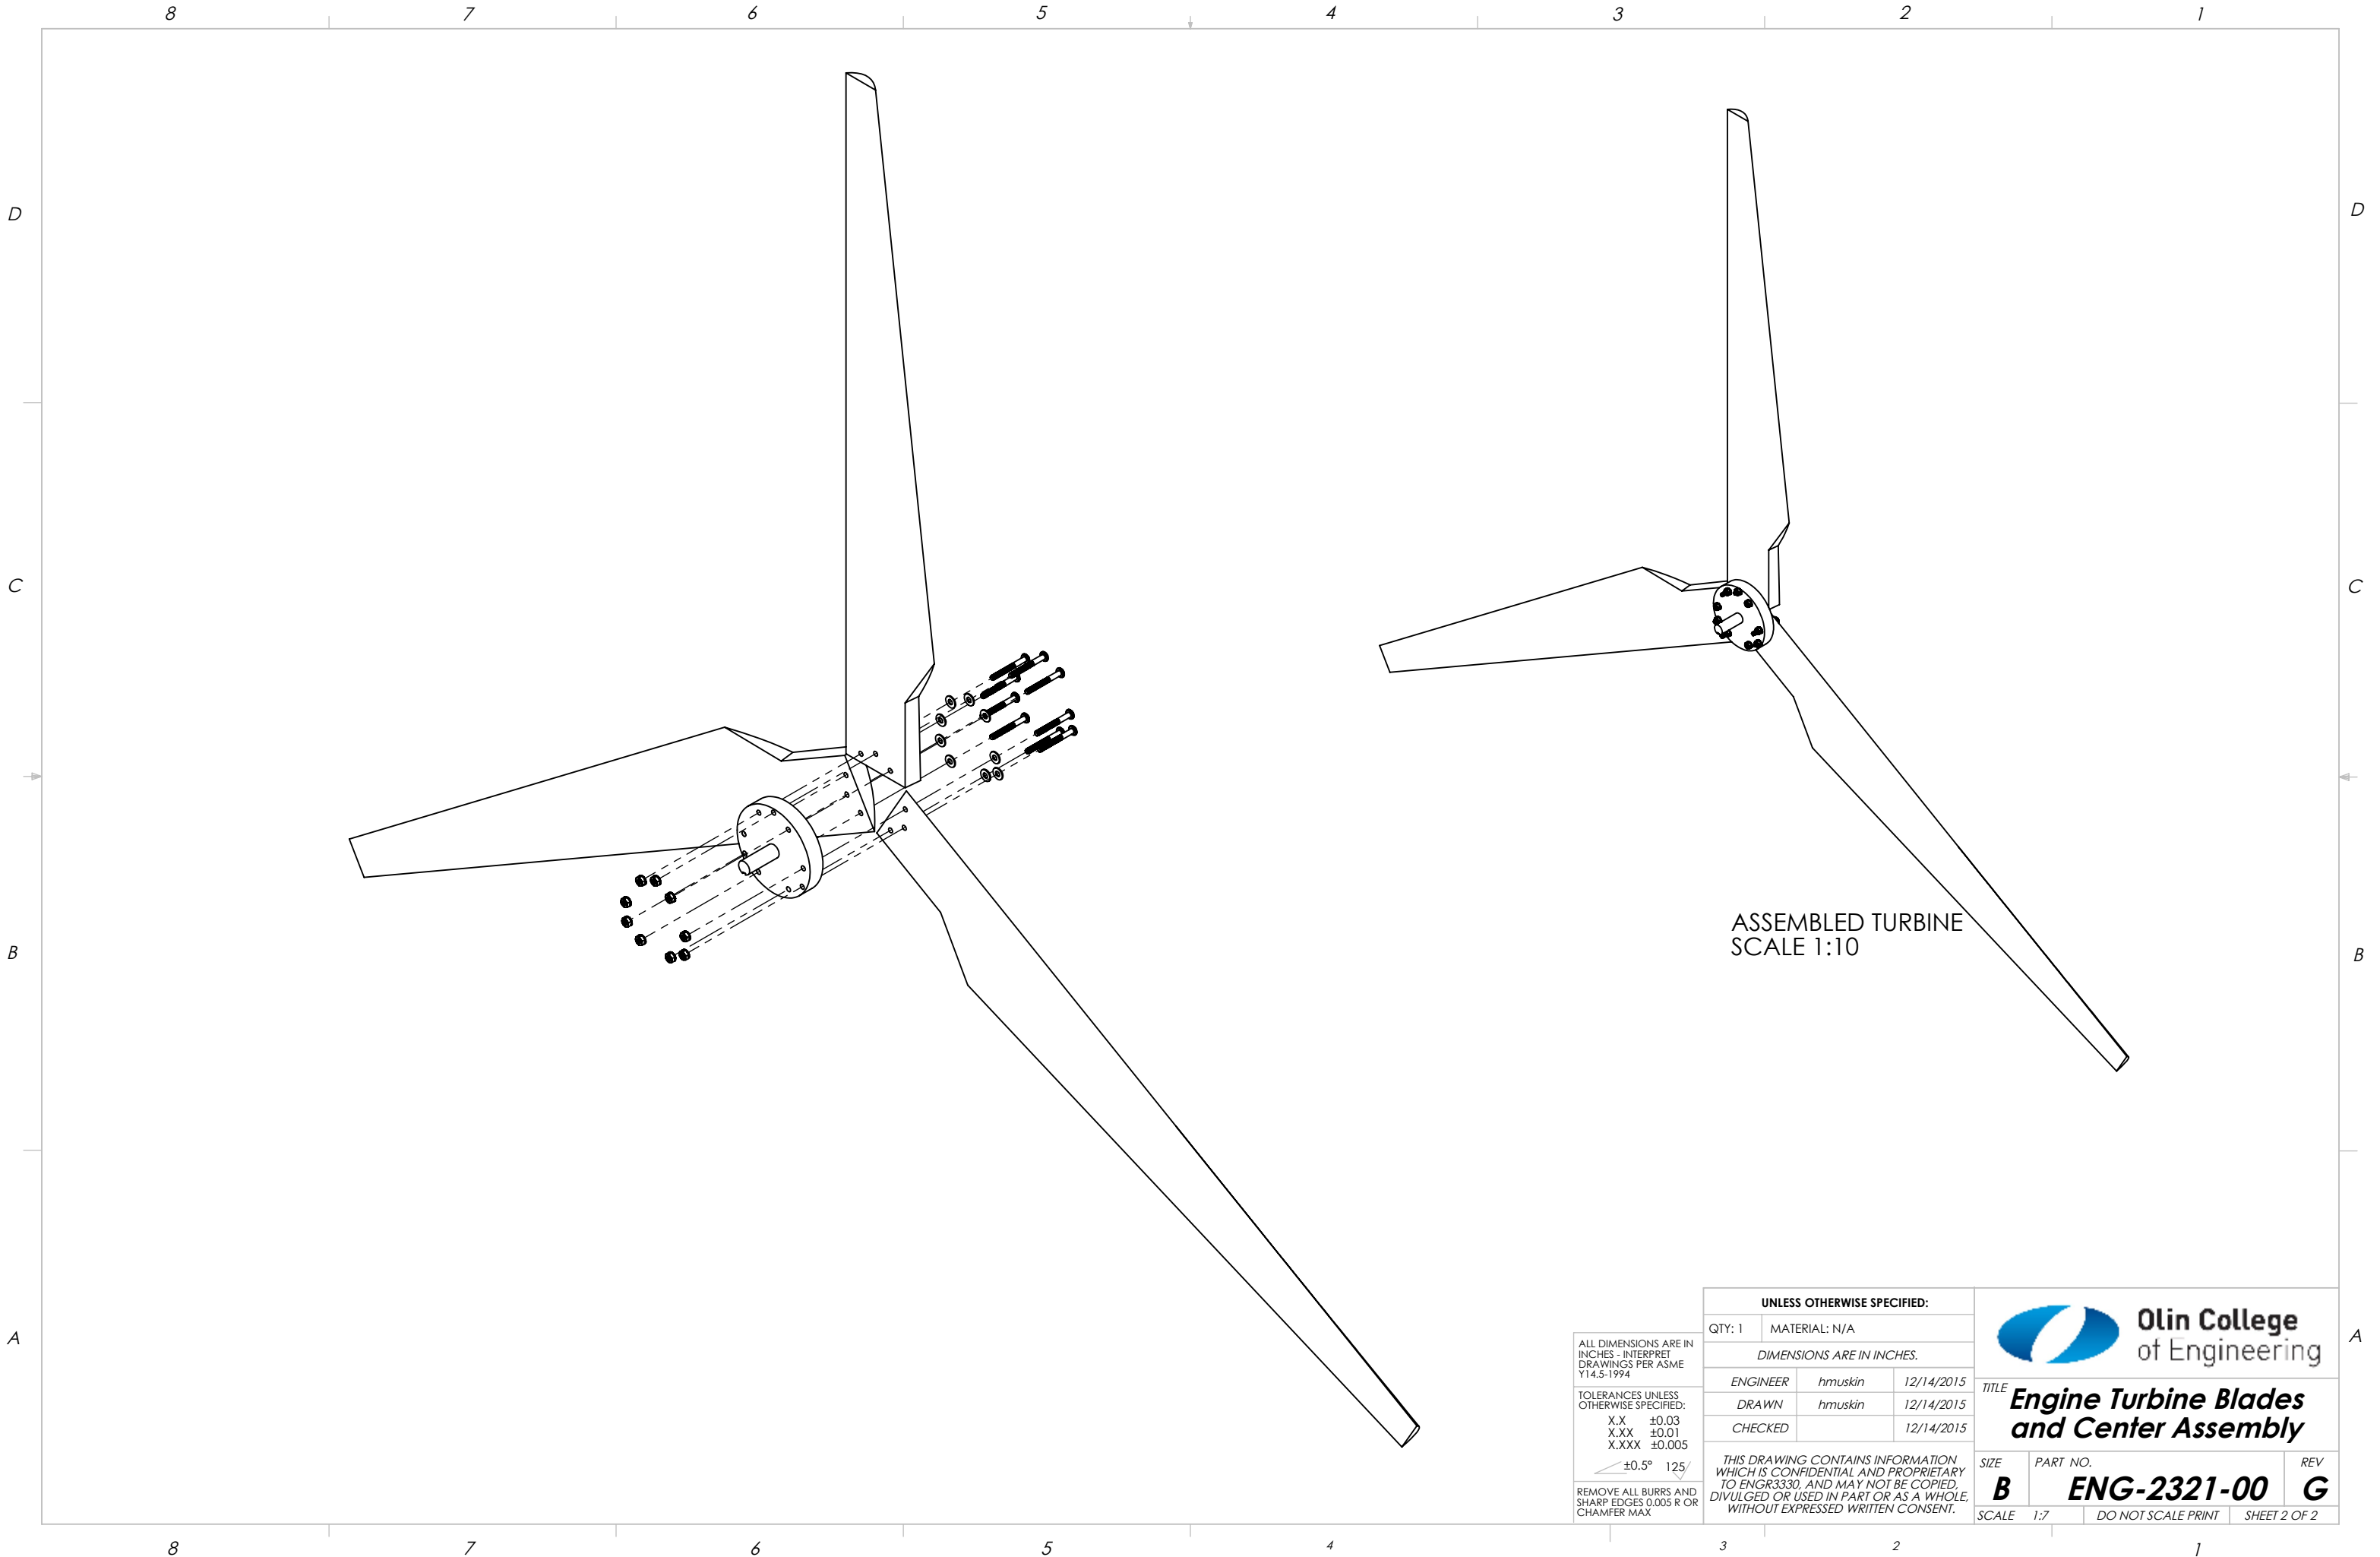 8 7 6 5 4 3 2 1
D D
C C
B B
A A
ASSEMBLED TURBINE
SCALE 1:10
ALL DIMENSIONS ARE IN
INCHES - INTERPRET
DRAWINGS PER ASME
Y14.5-1994
TOLERANCES UNLESS
OTHERWISE SPECIFIED:
X.X ±0.03
X.XX ±0.01
X.XXX ±0.005
±0.5° 125
REMOVE ALL BURRS AND
SHARP EDGES 0.005 R OR
CHAMFER MAX
UNLESS OTHERWISE SPECIFIED:
QTY: 1 MATERIAL: N/A
DIMENSIONS ARE IN INCHES.
ENGINEER hmuskin 12/14/2015
DRAWN hmuskin 12/14/2015
CHECKED 12/14/2015
THIS DRAWING CONTAINS INFORMATION
WHICH IS CONFIDENTIAL AND PROPRIETARY
TO ENGR3330, AND MAY NOT BE COPIED,
DIVULGED OR USED IN PART OR AS A WHOLE,
WITHOUT EXPRESSED WRITTEN CONSENT.
Olin College
of Engineering
TITLE Engine Turbine Blades
and Center Assembly
SIZE PART NO. REV
B ENG-2321-00 G
SCALE 1:7 DO NOT SCALE PRINT SHEET 2 OF 2
8 7 6 5 4 3 2 1